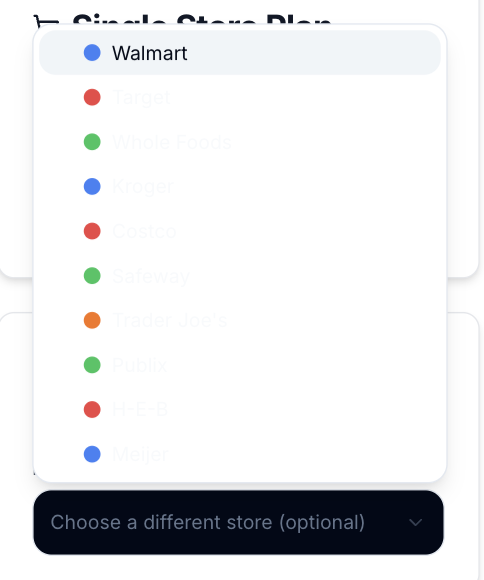 Single Store Plan
Walmart
Target
Whole Foods
Kroger
Costco
Safeway
Trader Joe's
Publix
H-E-B
Meijer
Choose a different store (optional)